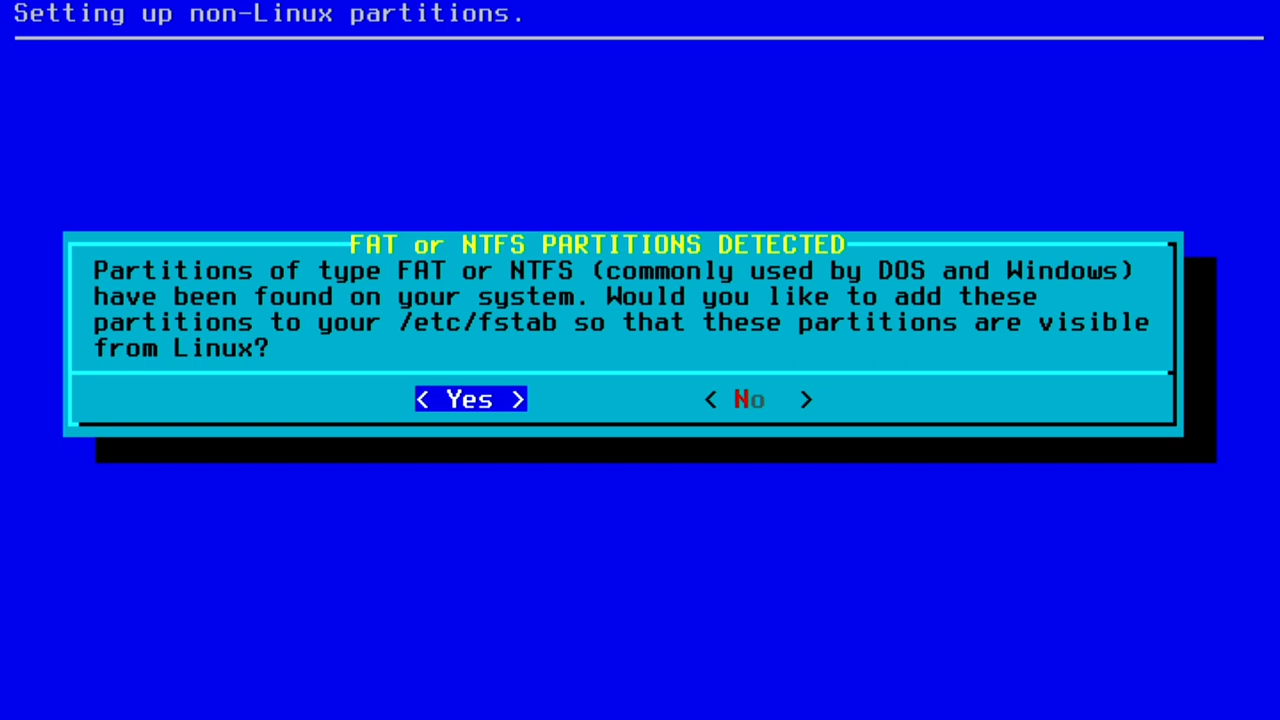 Setting up non-Linux partitions.
FAT or NTFS PARTITIONS DETECTED
Partitions of type FAT or NTFS (commonly used by DOS and Windows)
have been found on your system. Would you like to add these
partitions to your /etc/fstab so that these partitions are visible
from Linux?
< Yes > < No >